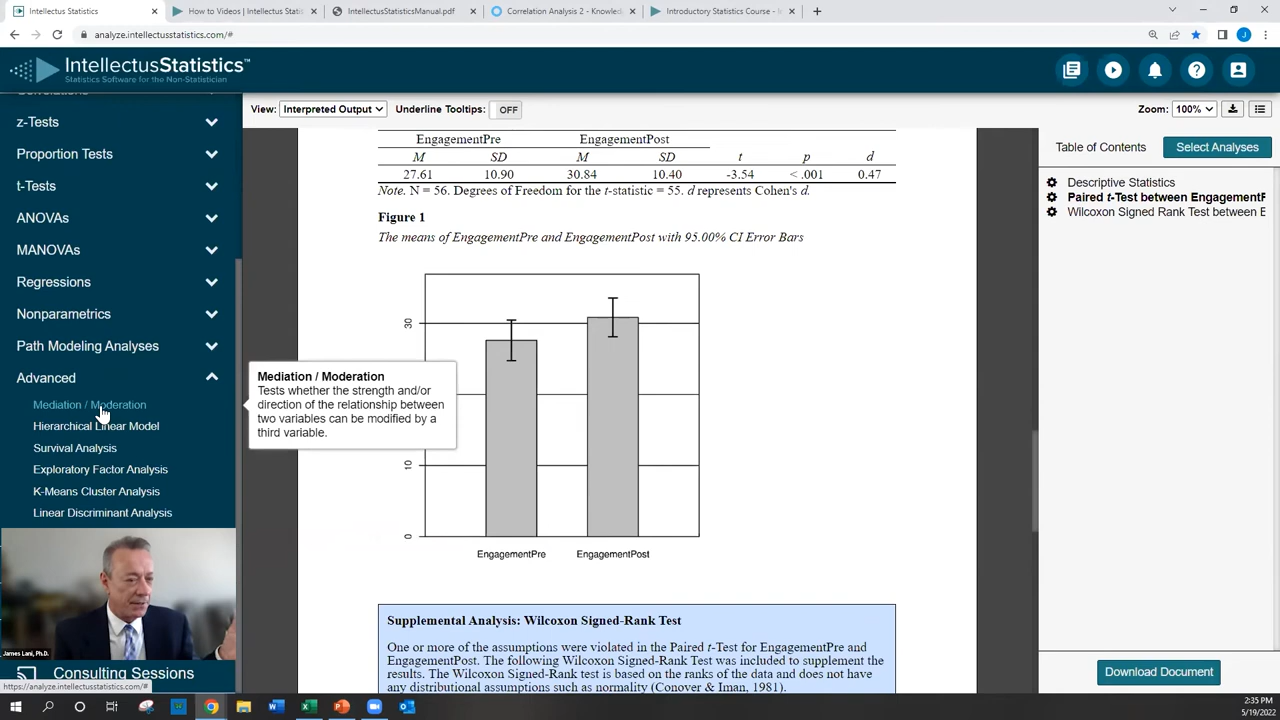 Intellectus Statistics
How to Videos | Intellectus Stati
IntellectusStatisticsManual.pdf
Correlation Analysis 2 - Knowled
Introductory Statistics Course - I
analyze.intellectusstatistics.com/#
J
IntellectusStatistics™
Statistics Software for the Non-Statistician
View: Interpreted Output
Underline Tooltips: OFF
Zoom: 100%
z-Tests
Proportion Tests
t-Tests
ANOVAs
MANOVAs
Regressions
Nonparametrics
Path Modeling Analyses
Advanced
Mediation / Moderation
Hierarchical Linear Model
Survival Analysis
Exploratory Factor Analysis
K-Means Cluster Analysis
Linear Discriminant Analysis
James Lani, Ph.D.
Consulting Sessions
https://analyze.intellectusstatistics.com/#
Mediation / Moderation
Tests whether the strength and/or
direction of the relationship between
two variables can be modified by a
third variable.
EngagementPre EngagementPost
M SD M SD t p d
27.61 10.90 30.84 10.40 -3.54 < .001 0.47
Note. N = 56. Degrees of Freedom for the t-statistic = 55. d represents Cohen's d.
Figure 1
The means of EngagementPre and EngagementPost with 95.00% CI Error Bars
30
10
0
EngagementPre EngagementPost
Supplemental Analysis: Wilcoxon Signed-Rank Test
One or more of the assumptions were violated in the Paired t-Test for EngagementPre and
EngagementPost. The following Wilcoxon Signed-Rank Test was included to supplement the
results. The Wilcoxon Signed-Rank test is based on the ranks of the data and does not have
any distributional assumptions such as normality (Conover & Iman, 1981).
Table of Contents
Select Analyses
Descriptive Statistics
Paired t-Test between EngagementP
Wilcoxon Signed Rank Test between E
Download Document
2:35 PM
5/19/2022